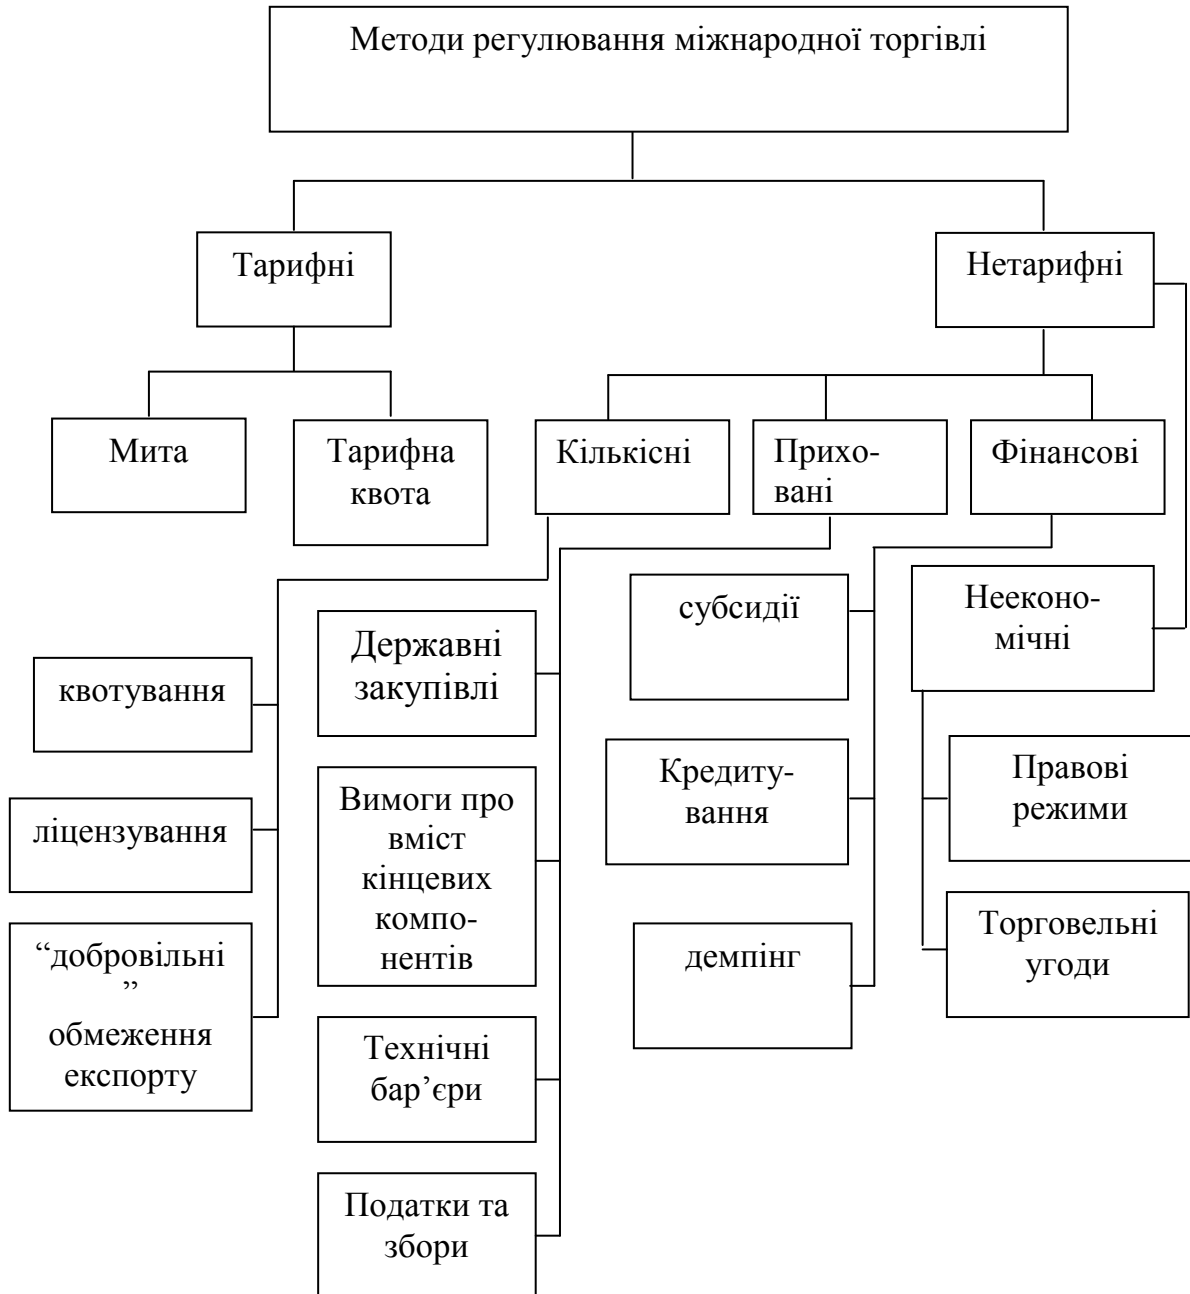 Методи регулювання міжнародної торгівлі
Тарифні
Нетарифні
Мита
Тарифна
квота
Кількісні
Прихо-
вані
Фінансові
квотування
ліцензування
“добровільні
”
обмеження
експорту
Державні
закупівлі
Вимоги про
вміст
кінцевих
компо-
нентів
Технічні
бар’єри
Податки та
збори
субсидії
Кредиту-
вання
демпінг
Нееконо-
мічні
Правові
режими
Торговельні
угоди